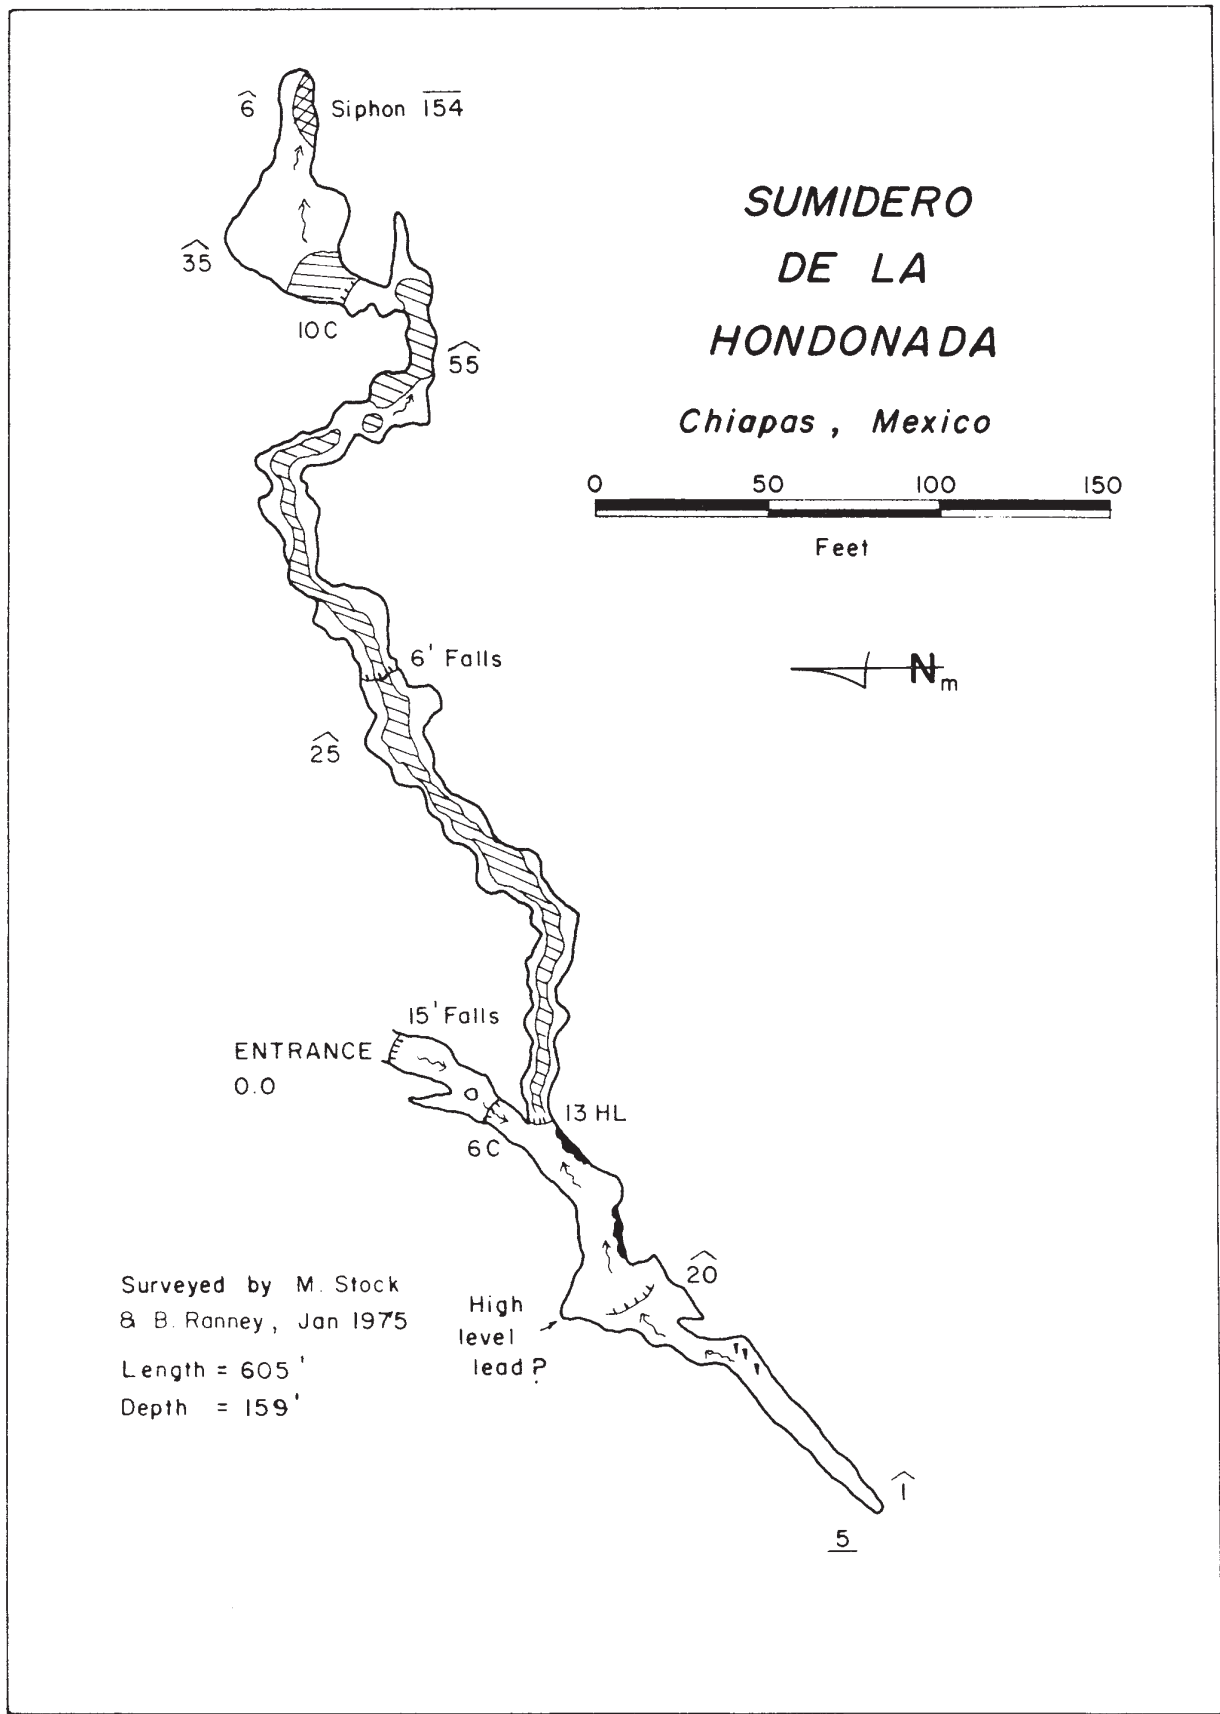 6 Siphon 154
SUMIDERO
DE LA
HONDONADA
Chiapas, Mexico
35
10C
55
0 50 100 150
Feet
6' Falls
Nm
25
15' Falls
ENTRANCE
0.0
13 HL
6C
20
Surveyed by M. Stock
& B. Ranney, Jan 1975
Length = 605'
Depth = 159'
High
level
lead?
1
5